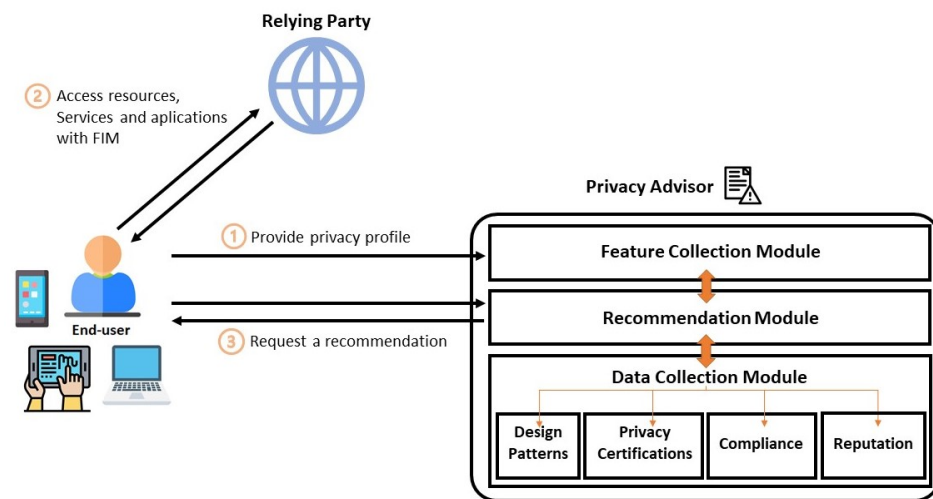 Relying Party
2 Access resources,
Services and aplications
with FIM
Privacy Advisor
1 Provide privacy profile
Feature Collection Module
Recommendation Module
End-user
3 Request a recommendation
Data Collection Module
Design
Patterns
Privacy
Certifications
Compliance
Reputation